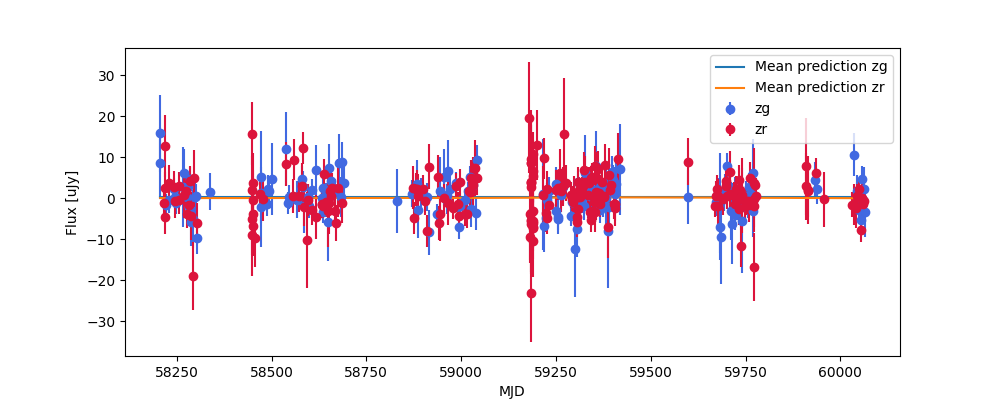 Mean prediction zg
Mean prediction zr
zg
zr
Flux [uJy]
30
20
10
0
−10
−20
−30
58250
58500
58750
59000
59250
59500
59750
60000
MJD